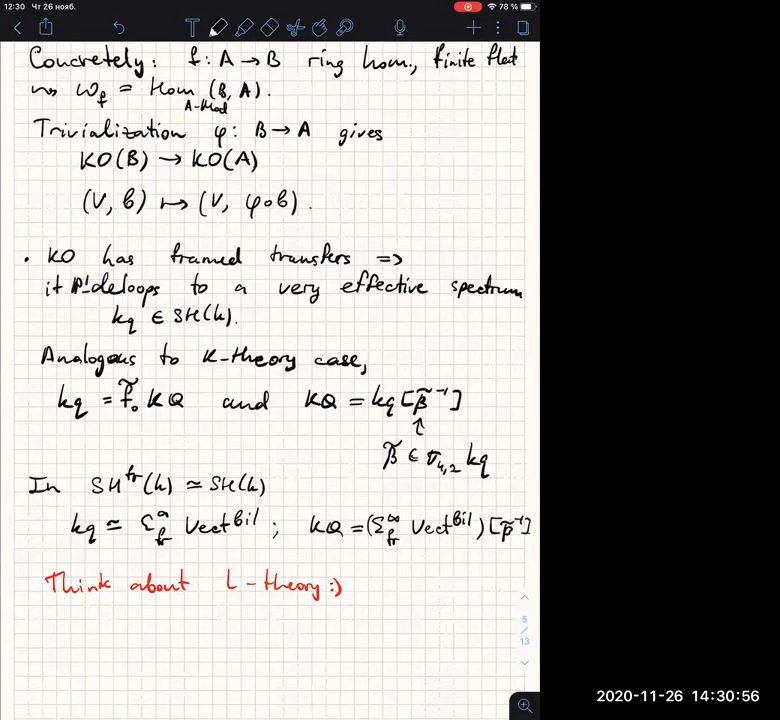 12:30 Чт 26 нояб.
78 %
Concretely: f: A → B ring hom., finite flat
⇝ ω_f = Hom_{A-Mod} (B, A).
Trivialization φ: B → A gives
KO(B) → KO(A)
(V, b) ↦ (V, φ∘b).
· KO has framed transfers =>
it P¹ deloops to a very effective spectrum
kq ∈ SH(k).
Analogous to K-theory case,
kq = f̃₀ KQ and KQ = kq[β̃⁻¹]
↑
β̃ ∈ π_{4,2} kq
In SH^{fr}(k) ≃ SH(k)
kq ≃ Σ^∞_{fr} Vect^{bil}; KQ = (Σ^∞_{fr} Vect^{bil})[β̃⁻¹]
Think about L-theory :)
5
/
13
2020-11-26 14:30:56